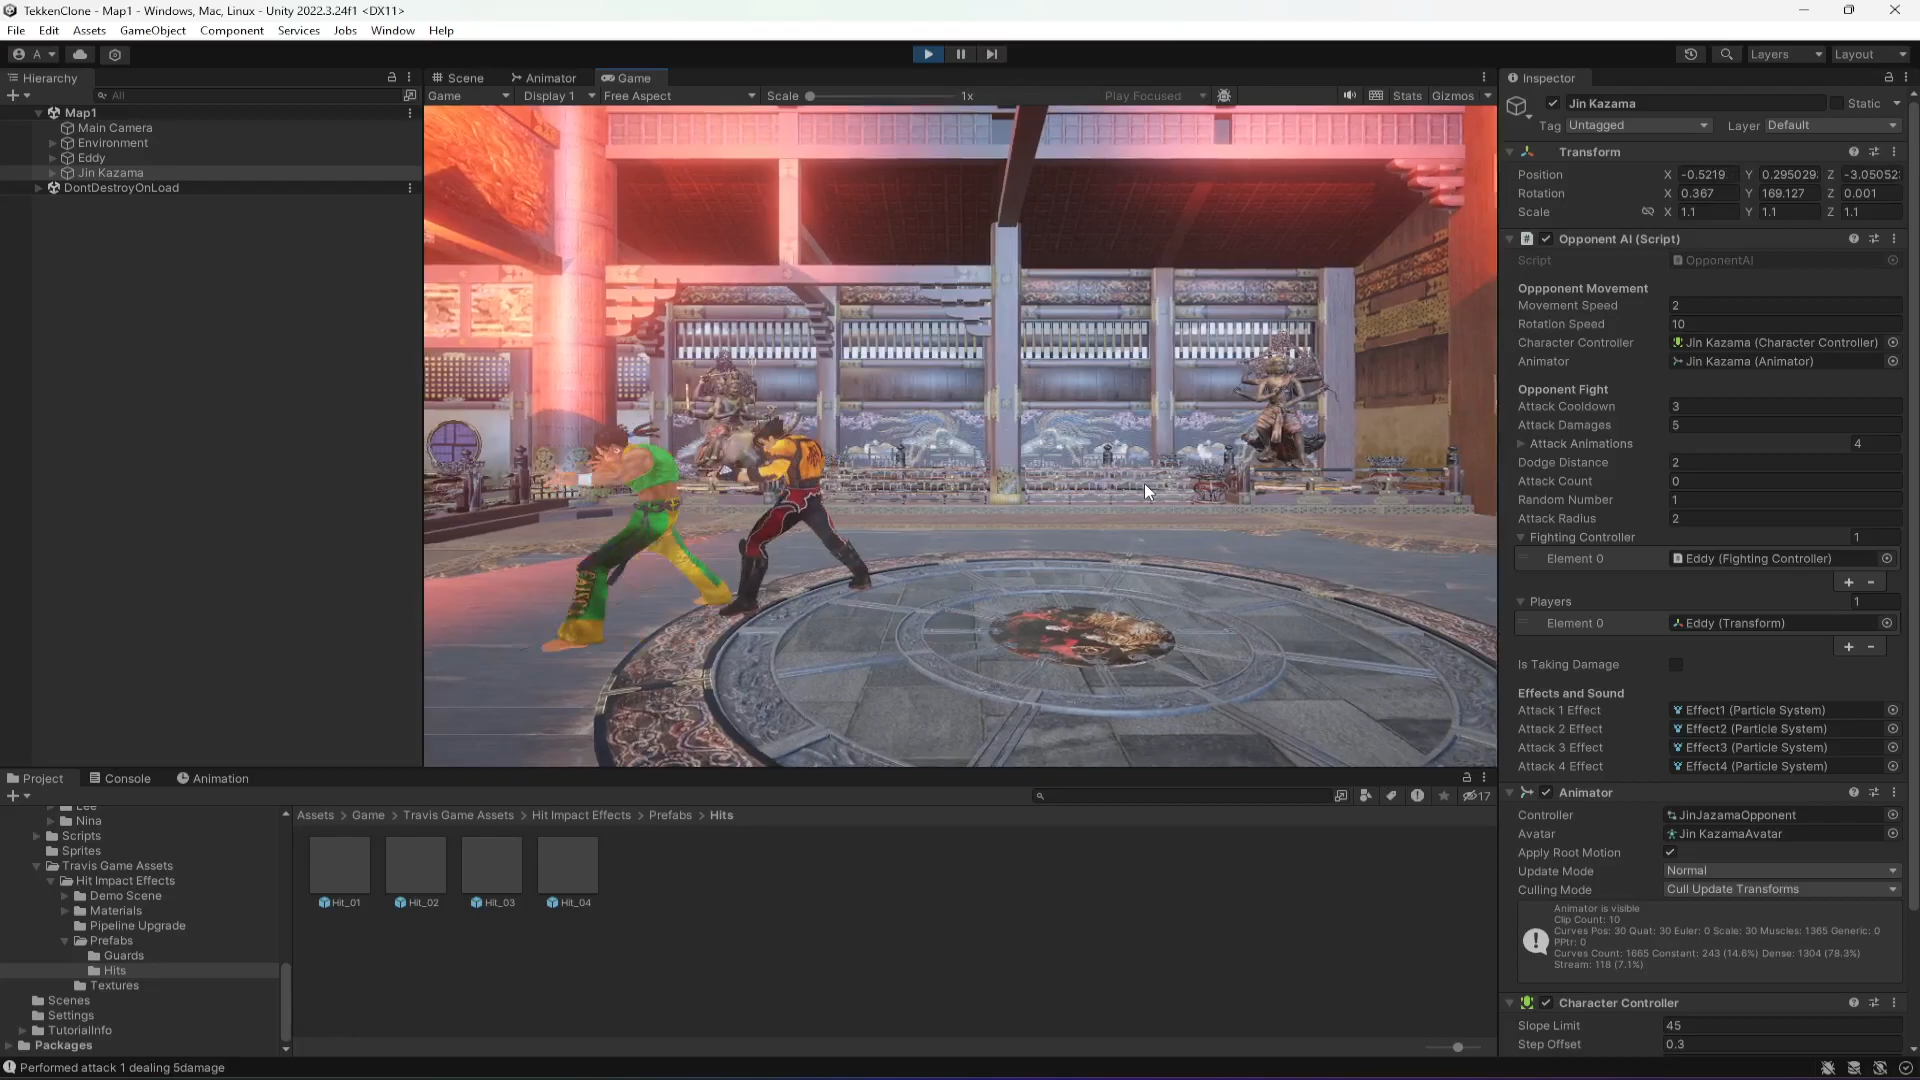 TekkenClone - Map1 - Windows, Mac, Linux - Unity 2022.3.24f1 <DX11>
File Edit Assets GameObject Component Services Jobs Window Help
A Layers Layout
Hierarchy
All
Map1
Main Camera
Environment
Eddy
Jin Kazama
DontDestroyOnLoad
Scene Animator Game
Game Display 1 Free Aspect Scale 1x Play Focused Stats Gizmos
Inspector
Jin Kazama Static
Tag Untagged Layer Default
Transform
Position X -0.5219 Y 0.295029 Z -3.05052
Rotation X 0.367 Y 169.127 Z 0.001
Scale X 1.1 Y 1.1 Z 1.1
Opponent AI (Script)
Script OpponentAI
Oppponent Movement
Movement Speed 2
Rotation Speed 10
Character Controller Jin Kazama (Character Controller)
Animator Jin Kazama (Animator)
Opponent Fight
Attack Cooldown 3
Attack Damages 5
Attack Animations 4
Dodge Distance 2
Attack Count 0
Random Number 1
Attack Radius 2
Fighting Controller 1
Element 0 Eddy (Fighting Controller)
+ -
Players 1
Element 0 Eddy (Transform)
+ -
Is Taking Damage
Effects and Sound
Attack 1 Effect Effect1 (Particle System)
Attack 2 Effect Effect2 (Particle System)
Attack 3 Effect Effect3 (Particle System)
Attack 4 Effect Effect4 (Particle System)
Animator
Controller JinJazamaOpponent
Avatar Jin KazamaAvatar
Apply Root Motion
Update Mode Normal
Culling Mode Cull Update Transforms
Animator is visible
Clip Count: 10
Curves Pos: 30 Quat: 30 Euler: 0 Scale: 30 Muscles: 1365 Generic: 0
PPtr: 0
Curves Count: 1665 Constant: 243 (14.6%) Dense: 1304 (78.3%)
Stream: 118 (7.1%)
Character Controller
Slope Limit 45
Step Offset 0.3
Project Console Animation
17
Lee
Nina
Scripts
Sprites
Travis Game Assets
Hit Impact Effects
Demo Scene
Materials
Pipeline Upgrade
Prefabs
Guards
Hits
Textures
Scenes
Settings
TutorialInfo
Packages
Assets > Game > Travis Game Assets > Hit Impact Effects > Prefabs > Hits
Hit_01 Hit_02 Hit_03 Hit_04
Performed attack 1 dealing 5damage